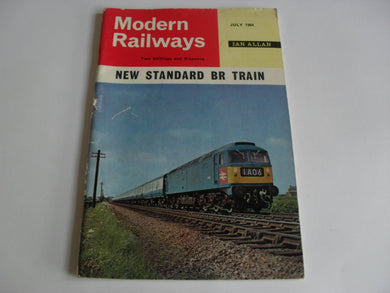 Modern
Railways
JULY 1964
IAN ALLAN
Two Shillings and Sixpence
NEW STANDARD BR TRAIN
1A06